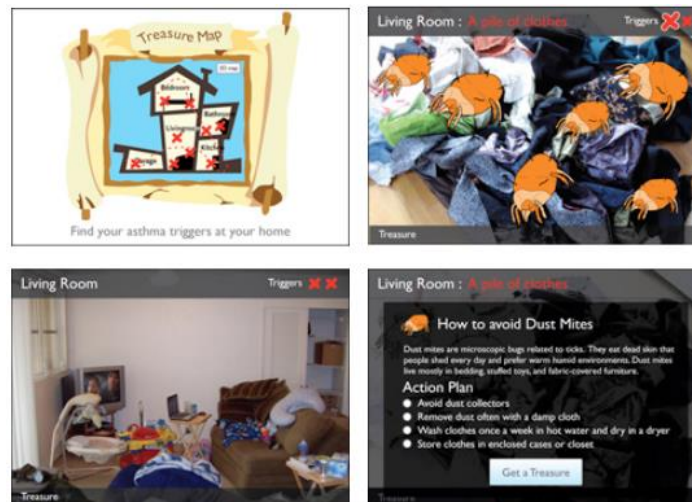 Treasure Map
3D map
Bedroom
Bathroom
Livingroom
Kitchen
Garage
Find your asthma triggers at your home
Living Room : A pile of clothes
Triggers
Treasure
Living Room
Triggers
Treasure
Living Room : A pile of clothes
How to avoid Dust Mites
Dust mites are microscopic bugs related to ticks. They eat dead skin that
people shed every day and prefer warm humid environments. Dust mites
live mostly in bedding, stuffed toys, and fabric-covered furniture.
Action Plan
Avoid dust collectors
Remove dust often with a damp cloth
Wash clothes once a week in hot water and dry in a dryer
Store clothes in enclosed cases or closet
Get a Treasure
Treasure